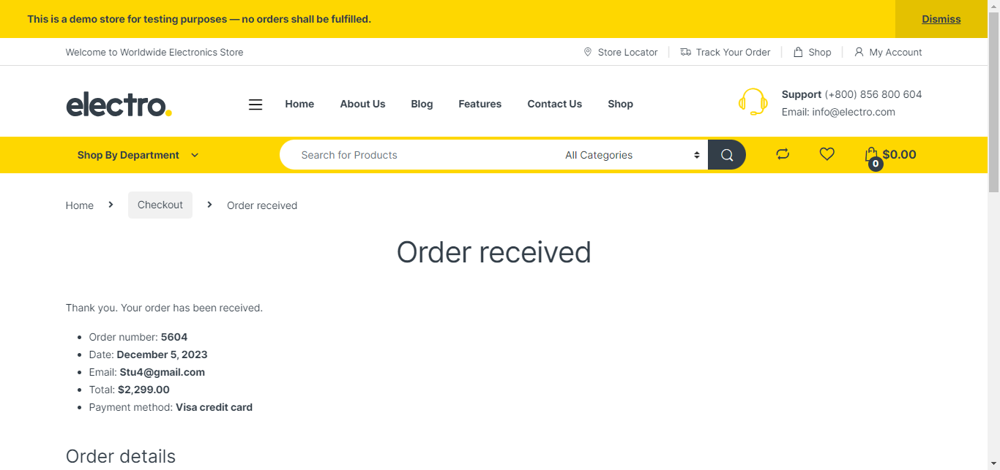 This is a demo store for testing purposes — no orders shall be fulfilled. Dismiss
Welcome to Worldwide Electronics Store Store Locator Track Your Order Shop My Account
electro. Home About Us Blog Features Contact Us Shop
Support (+800) 856 800 604
Email: info@electro.com
Shop By Department Search for Products All Categories 0 $0.00
Home Checkout Order received
Order received
Thank you. Your order has been received.
Order number: 5604
Date: December 5, 2023
Email: Stu4@gmail.com
Total: $2,299.00
Payment method: Visa credit card
Order details